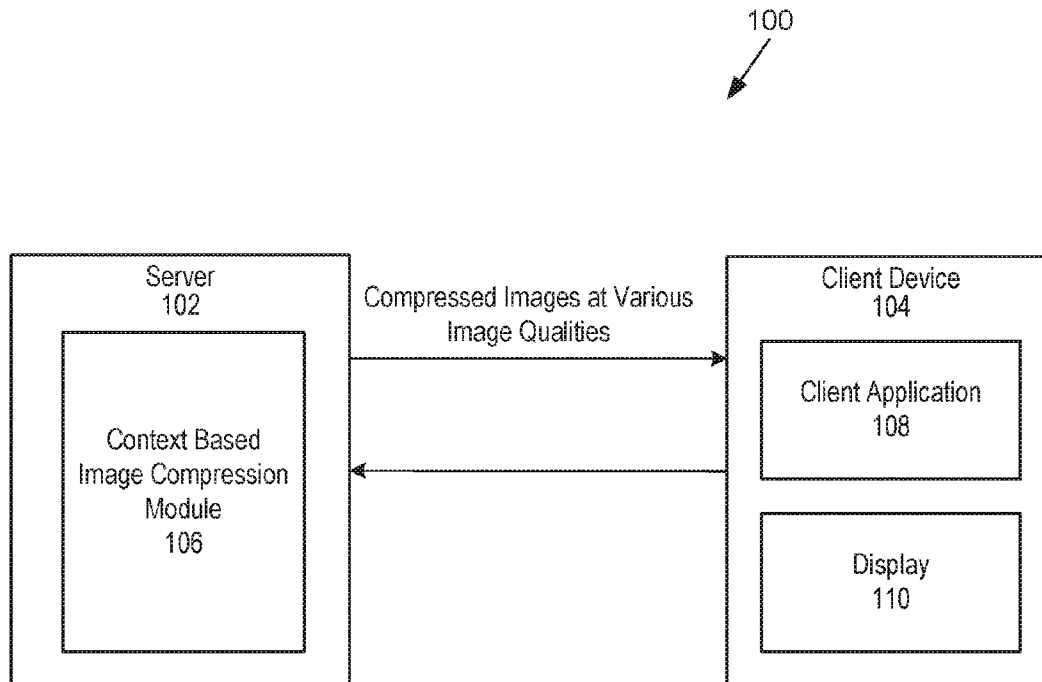 100
Server
102
Compressed Images at Various
Image Qualities
Context Based
Image Compression
Module
106
Client Device
104
Client Application
108
Display
110